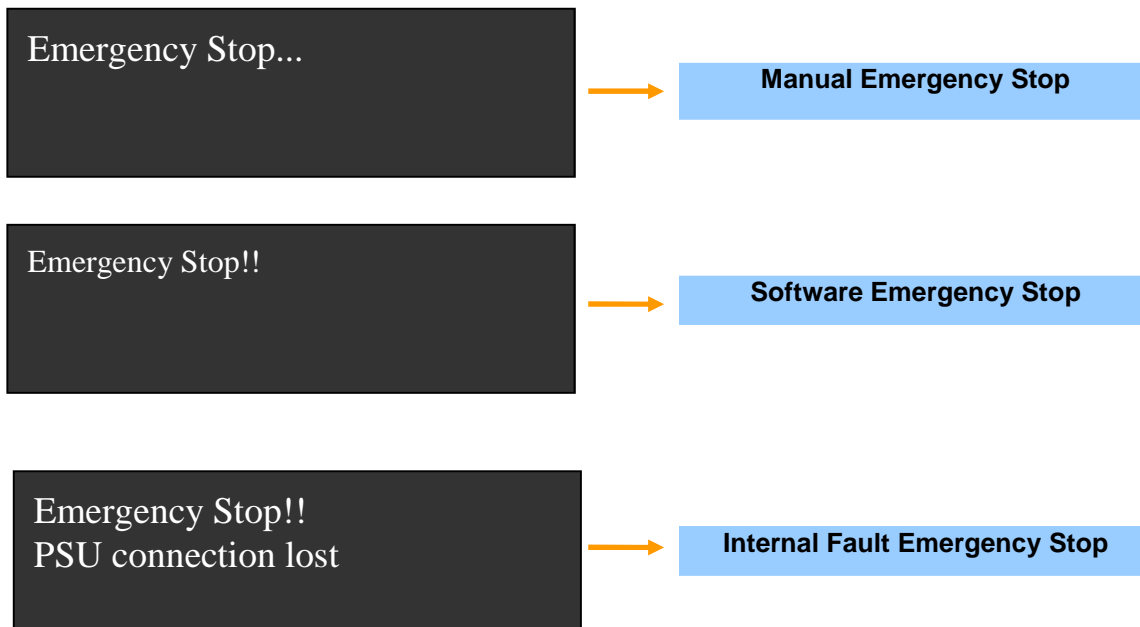 Emergency Stop...
Manual Emergency Stop
Emergency Stop!!
Software Emergency Stop
Emergency Stop!!
PSU connection lost
Internal Fault Emergency Stop